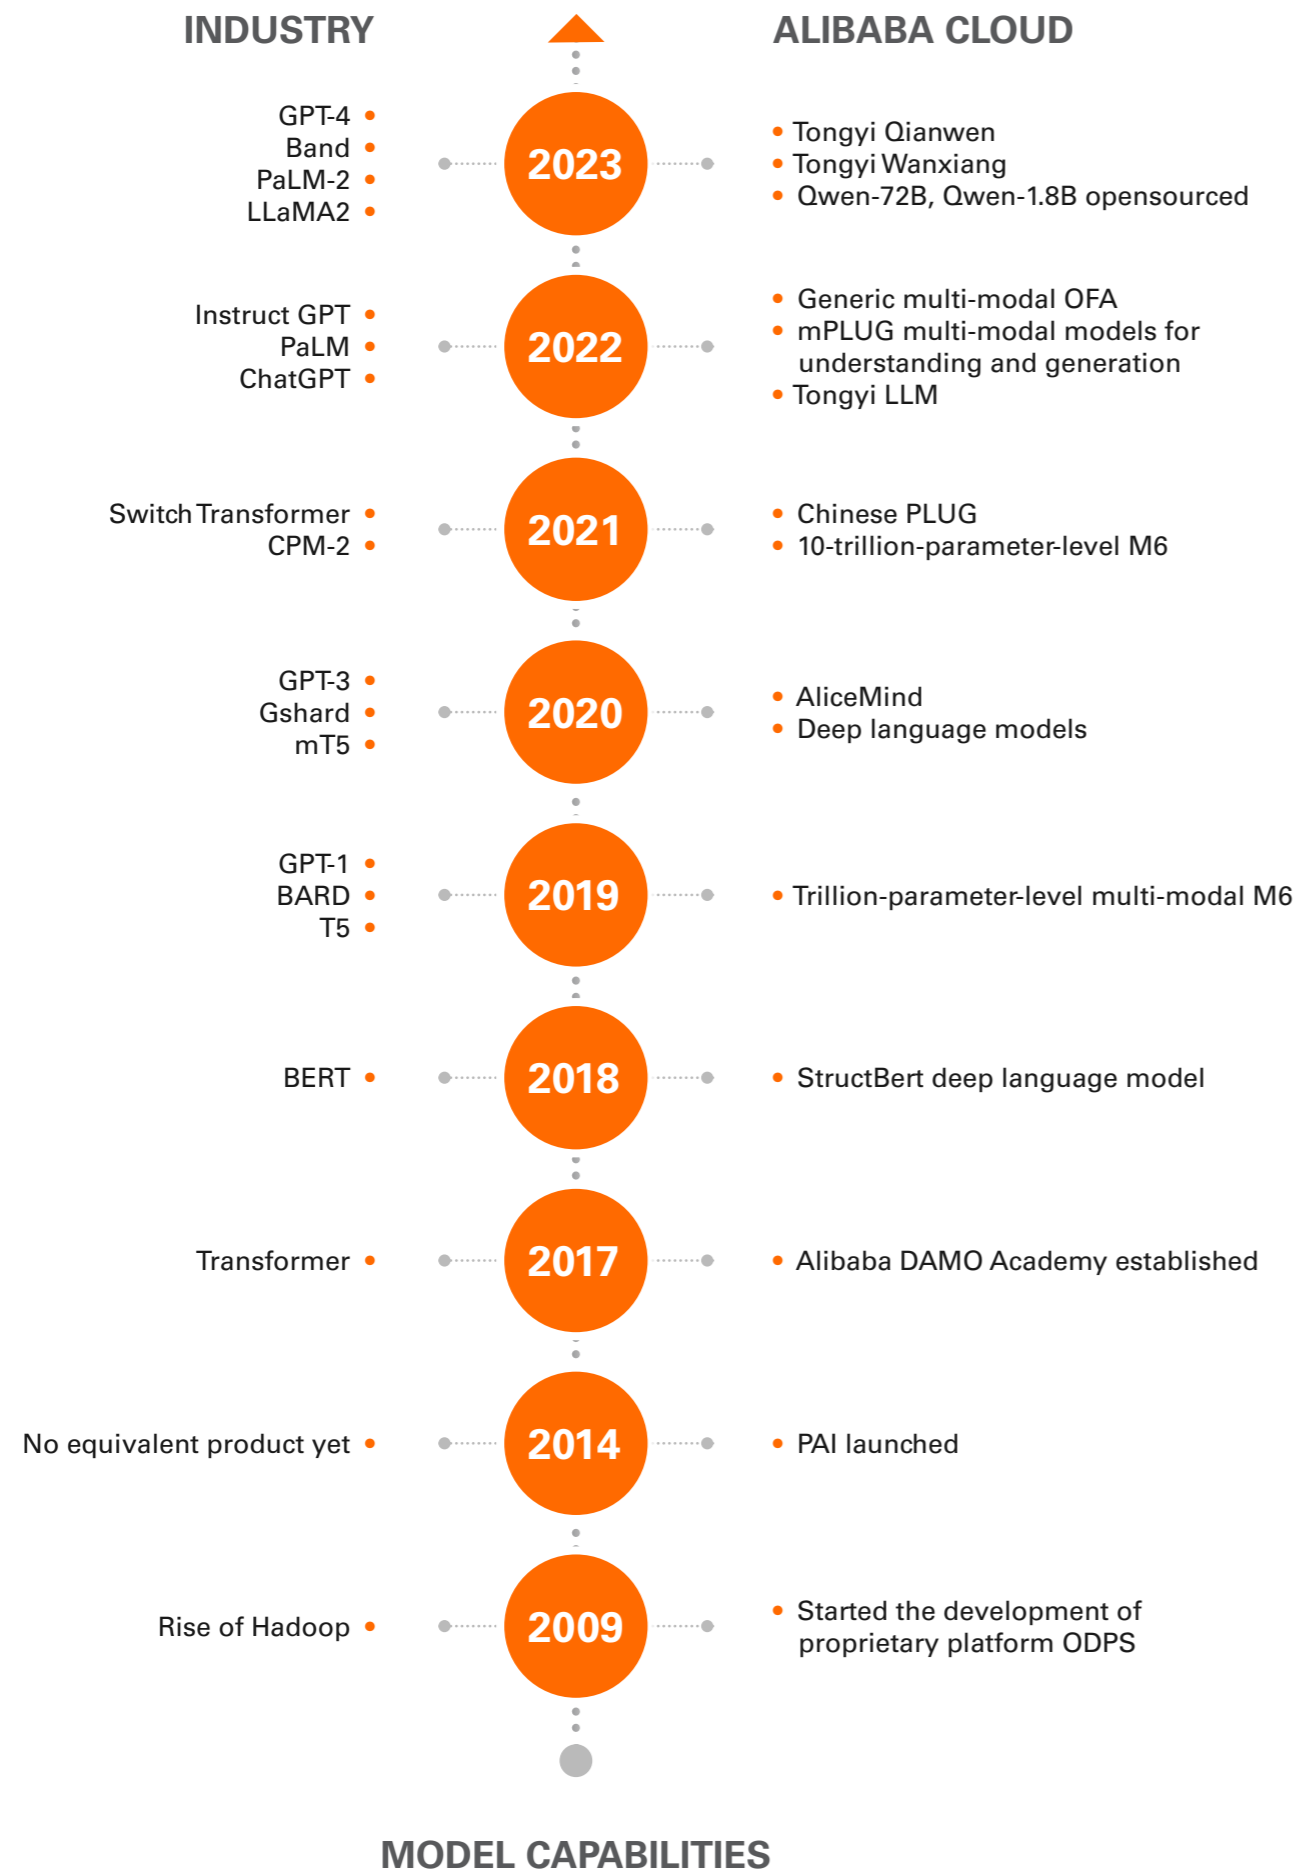 INDUSTRY
ALIBABA CLOUD
GPT-4
Band
PaLM-2
LLaMA2
2023
• Tongyi Qianwen
• Tongyi Wanxiang
• Qwen-72B, Qwen-1.8B opensourced
Instruct GPT
PaLM
ChatGPT
2022
• Generic multi-modal OFA
• mPLUG multi-modal models for
understanding and generation
• Tongyi LLM
Switch Transformer
CPM-2
2021
• Chinese PLUG
• 10-trillion-parameter-level M6
GPT-3
Gshard
mT5
2020
• AliceMind
• Deep language models
GPT-1
BARD
T5
2019
• Trillion-parameter-level multi-modal M6
BERT
2018
• StructBert deep language model
Transformer
2017
• Alibaba DAMO Academy established
No equivalent product yet
2014
• PAI launched
Rise of Hadoop
2009
• Started the development of
proprietary platform ODPS
MODEL CAPABILITIES